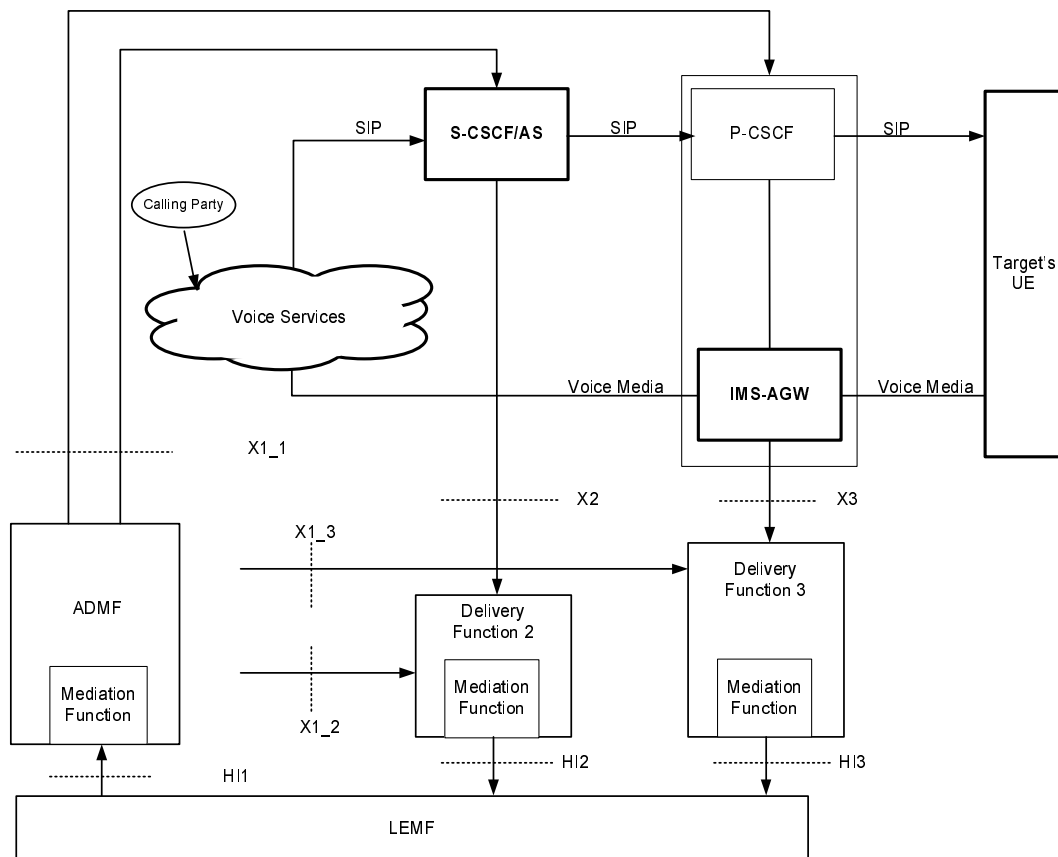 SIP
S-CSCF/AS
SIP
P-CSCF
SIP
Calling Party
Target's
UE
Voice Services
Voice Media
IMS-AGW
Voice Media
X1_1
X2
X3
X1_3
ADMF
Delivery
Function 2
Delivery
Function 3
Mediation
Function
Mediation
Function
Mediation
Function
X1_2
HI1
HI2
HI3
LEMF